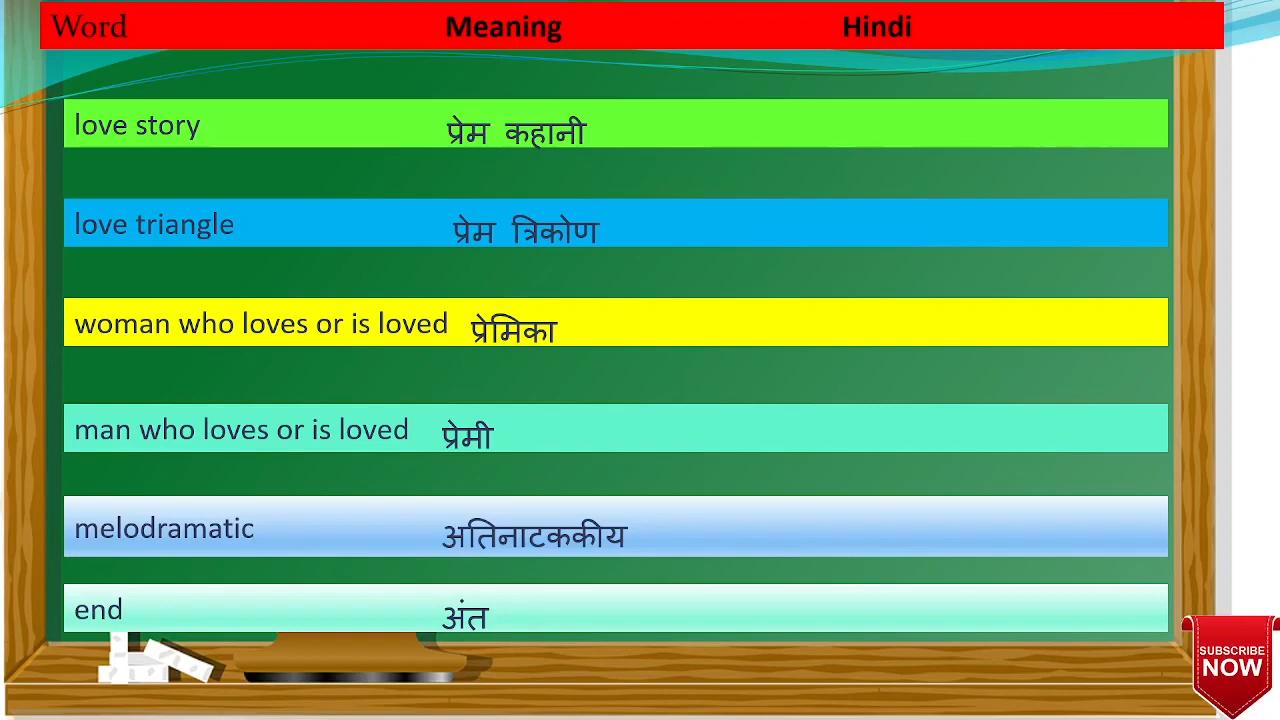 Word Meaning Hindi
love story प्रेम कहानी
love triangle प्रेम त्रिकोण
woman who loves or is loved प्रेमिका
man who loves or is loved प्रेमी
melodramatic अतिनाटककीय
end अंत
SUBSCRIBE
NOW